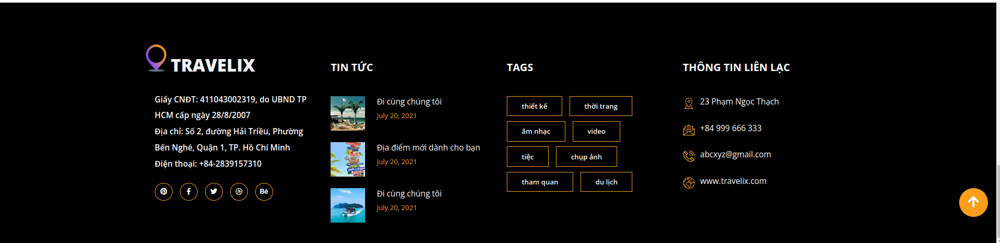 TRAVELIX
Giấy CNĐT: 411043002319, do UBND TP
HCM cấp ngày 28/8/2007
Địa chỉ: Số 2, đường Hải Triều, Phường
Bến Nghé, Quận 1, TP. Hồ Chí Minh
Điện thoại: +84-2839157310
Bē
TIN TỨC
Đi cùng chúng tôi
July 20, 2021
Địa điểm mới dành cho bạn
July 20, 2021
Đi cùng chúng tôi
July 20, 2021
TAGS
thiết kế thời trang
âm nhạc video
tiệc chụp ảnh
tham quan du lịch
THÔNG TIN LIÊN LẠC
23 Phạm Ngọc Thạch
+84 999 666 333
abcxyz@gmail.com
www.travelix.com